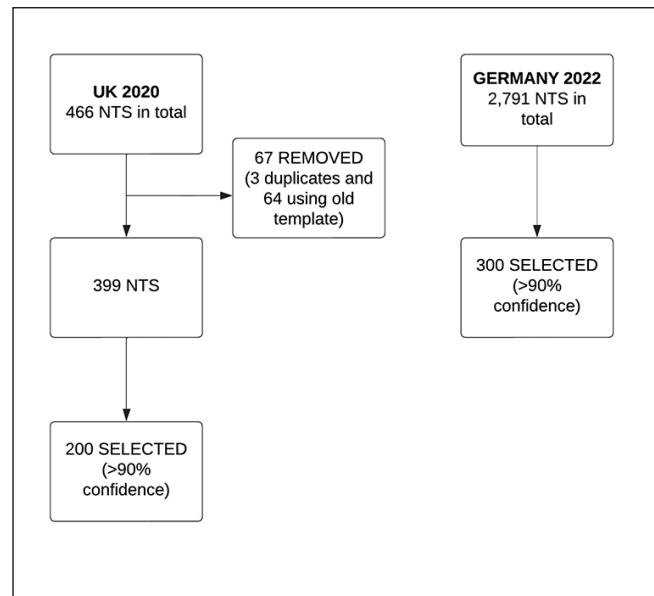 UK 2020
466 NTS in total
67 REMOVED
(3 duplicates and
64 using old
template)
399 NTS
200 SELECTED
(>90%
confidence)
GERMANY 2022
2,791 NTS in
total
300 SELECTED
(>90%
confidence)